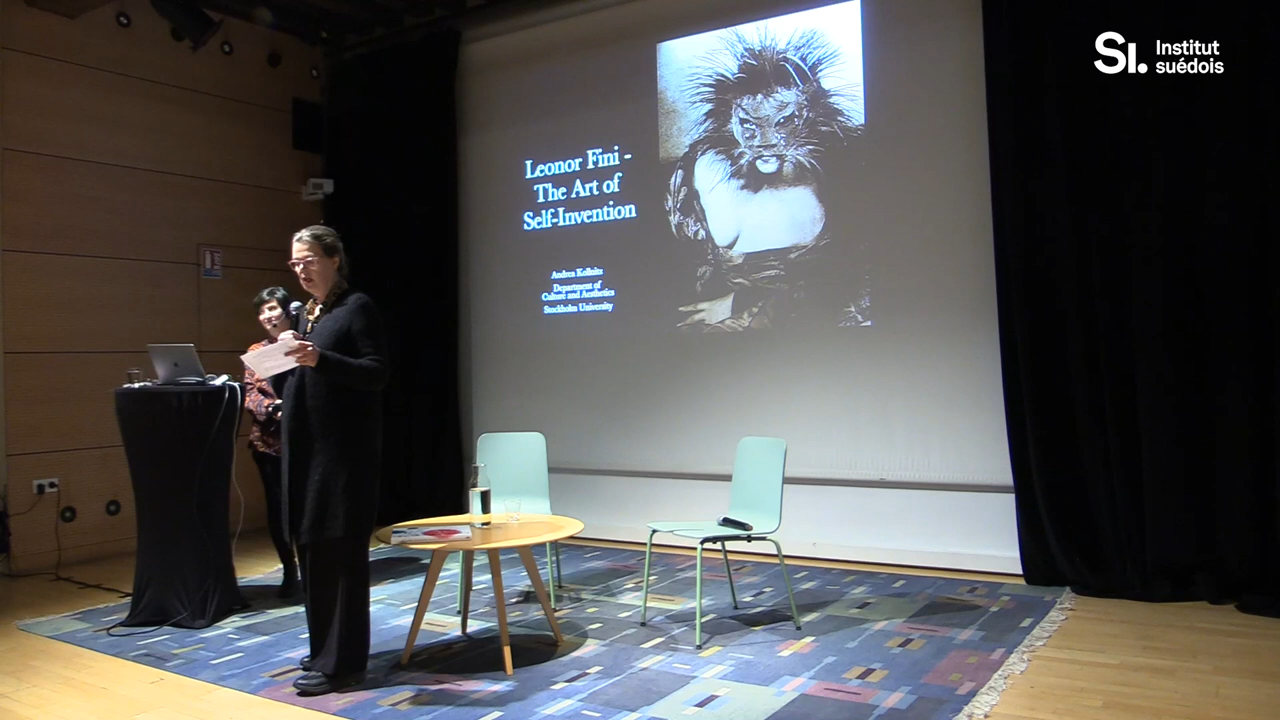 SI. Institut
suédois
Leonor Fini -
The Art of
Self-Invention
Andrea Kollnitz
Department of
Culture and Aesthetics
Stockholm University